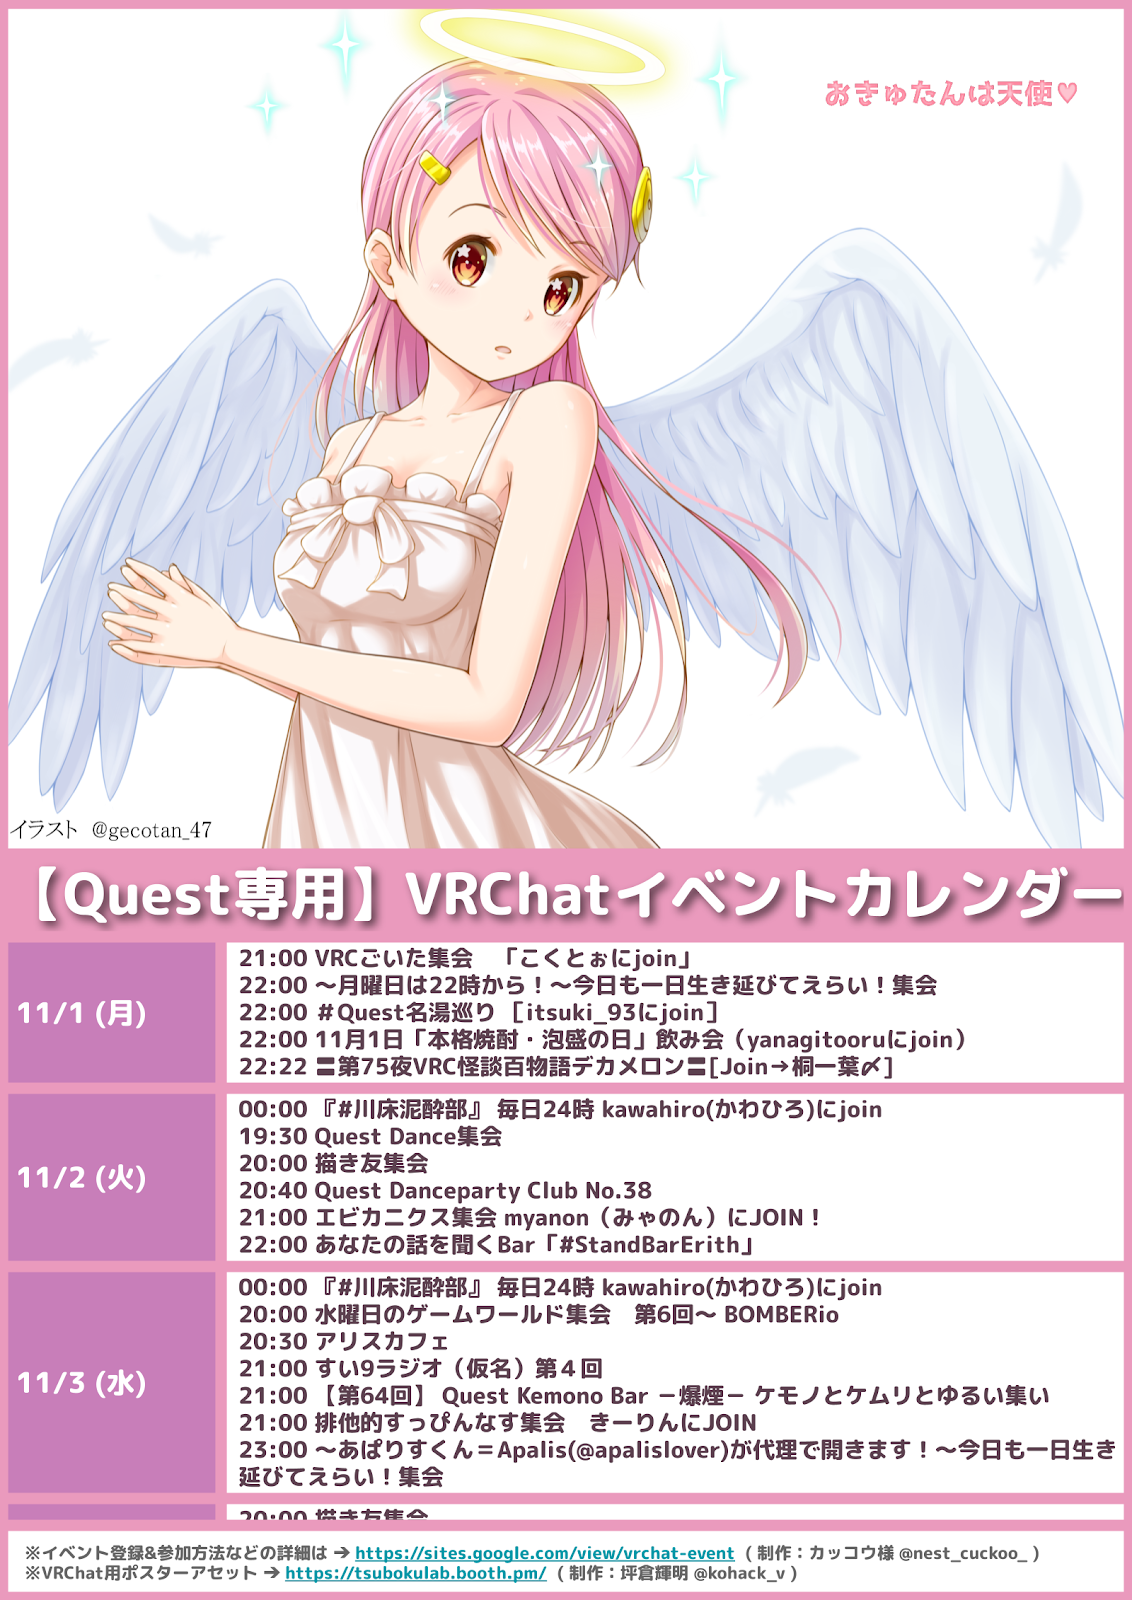 おきゅたんは天使♥
イラスト @gecotan_47
【Quest専用】VRChatイベントカレンダー
11/1 (月)
21:00 VRCごいた集会 「こくとぉにjoin」
22:00 ～月曜日は22時から！～今日も一日生き延びてえらい！集会
22:00 ＃Quest名湯巡り［itsuki_93にjoin］
22:00 11月1日「本格焼酎・泡盛の日」飲み会（yanagitooruにjoin）
22:22 〓第75夜VRC怪談百物語デカメロン〓[Join→桐一葉〆]
11/2 (火)
00:00 『#川床泥酔部』 毎日24時 kawahiro(かわひろ)にjoin
19:30 Quest Dance集会
20:00 描き友集会
20:40 Quest Danceparty Club No.38
21:00 エビカニクス集会 myanon（みゃのん）にJOIN！
22:00 あなたの話を聞くBar「#StandBarErith」
11/3 (水)
00:00 『#川床泥酔部』 毎日24時 kawahiro(かわひろ)にjoin
20:00 水曜日のゲームワールド集会 第6回～ BOMBERio
20:30 アリスカフェ
21:00 すい9ラジオ（仮名）第４回
21:00 【第64回】 Quest Kemono Bar －爆煙－ ケモノとケムリとゆるい集い
21:00 排他的すっぴんなす集会 きーりんにJOIN
23:00 ～あぱりすくん＝Apalis(@apalislover)が代理で開きます！～今日も一日生き
延びてえらい！集会
20:00 描き友集会
※イベント登録&参加方法などの詳細は ➔ https://sites.google.com/view/vrchat-event ( 制作：カッコウ様 @nest_cuckoo_ )
※VRChat用ポスターアセット ➔ https://tsubokulab.booth.pm/ ( 制作：坪倉輝明 @kohack_v )